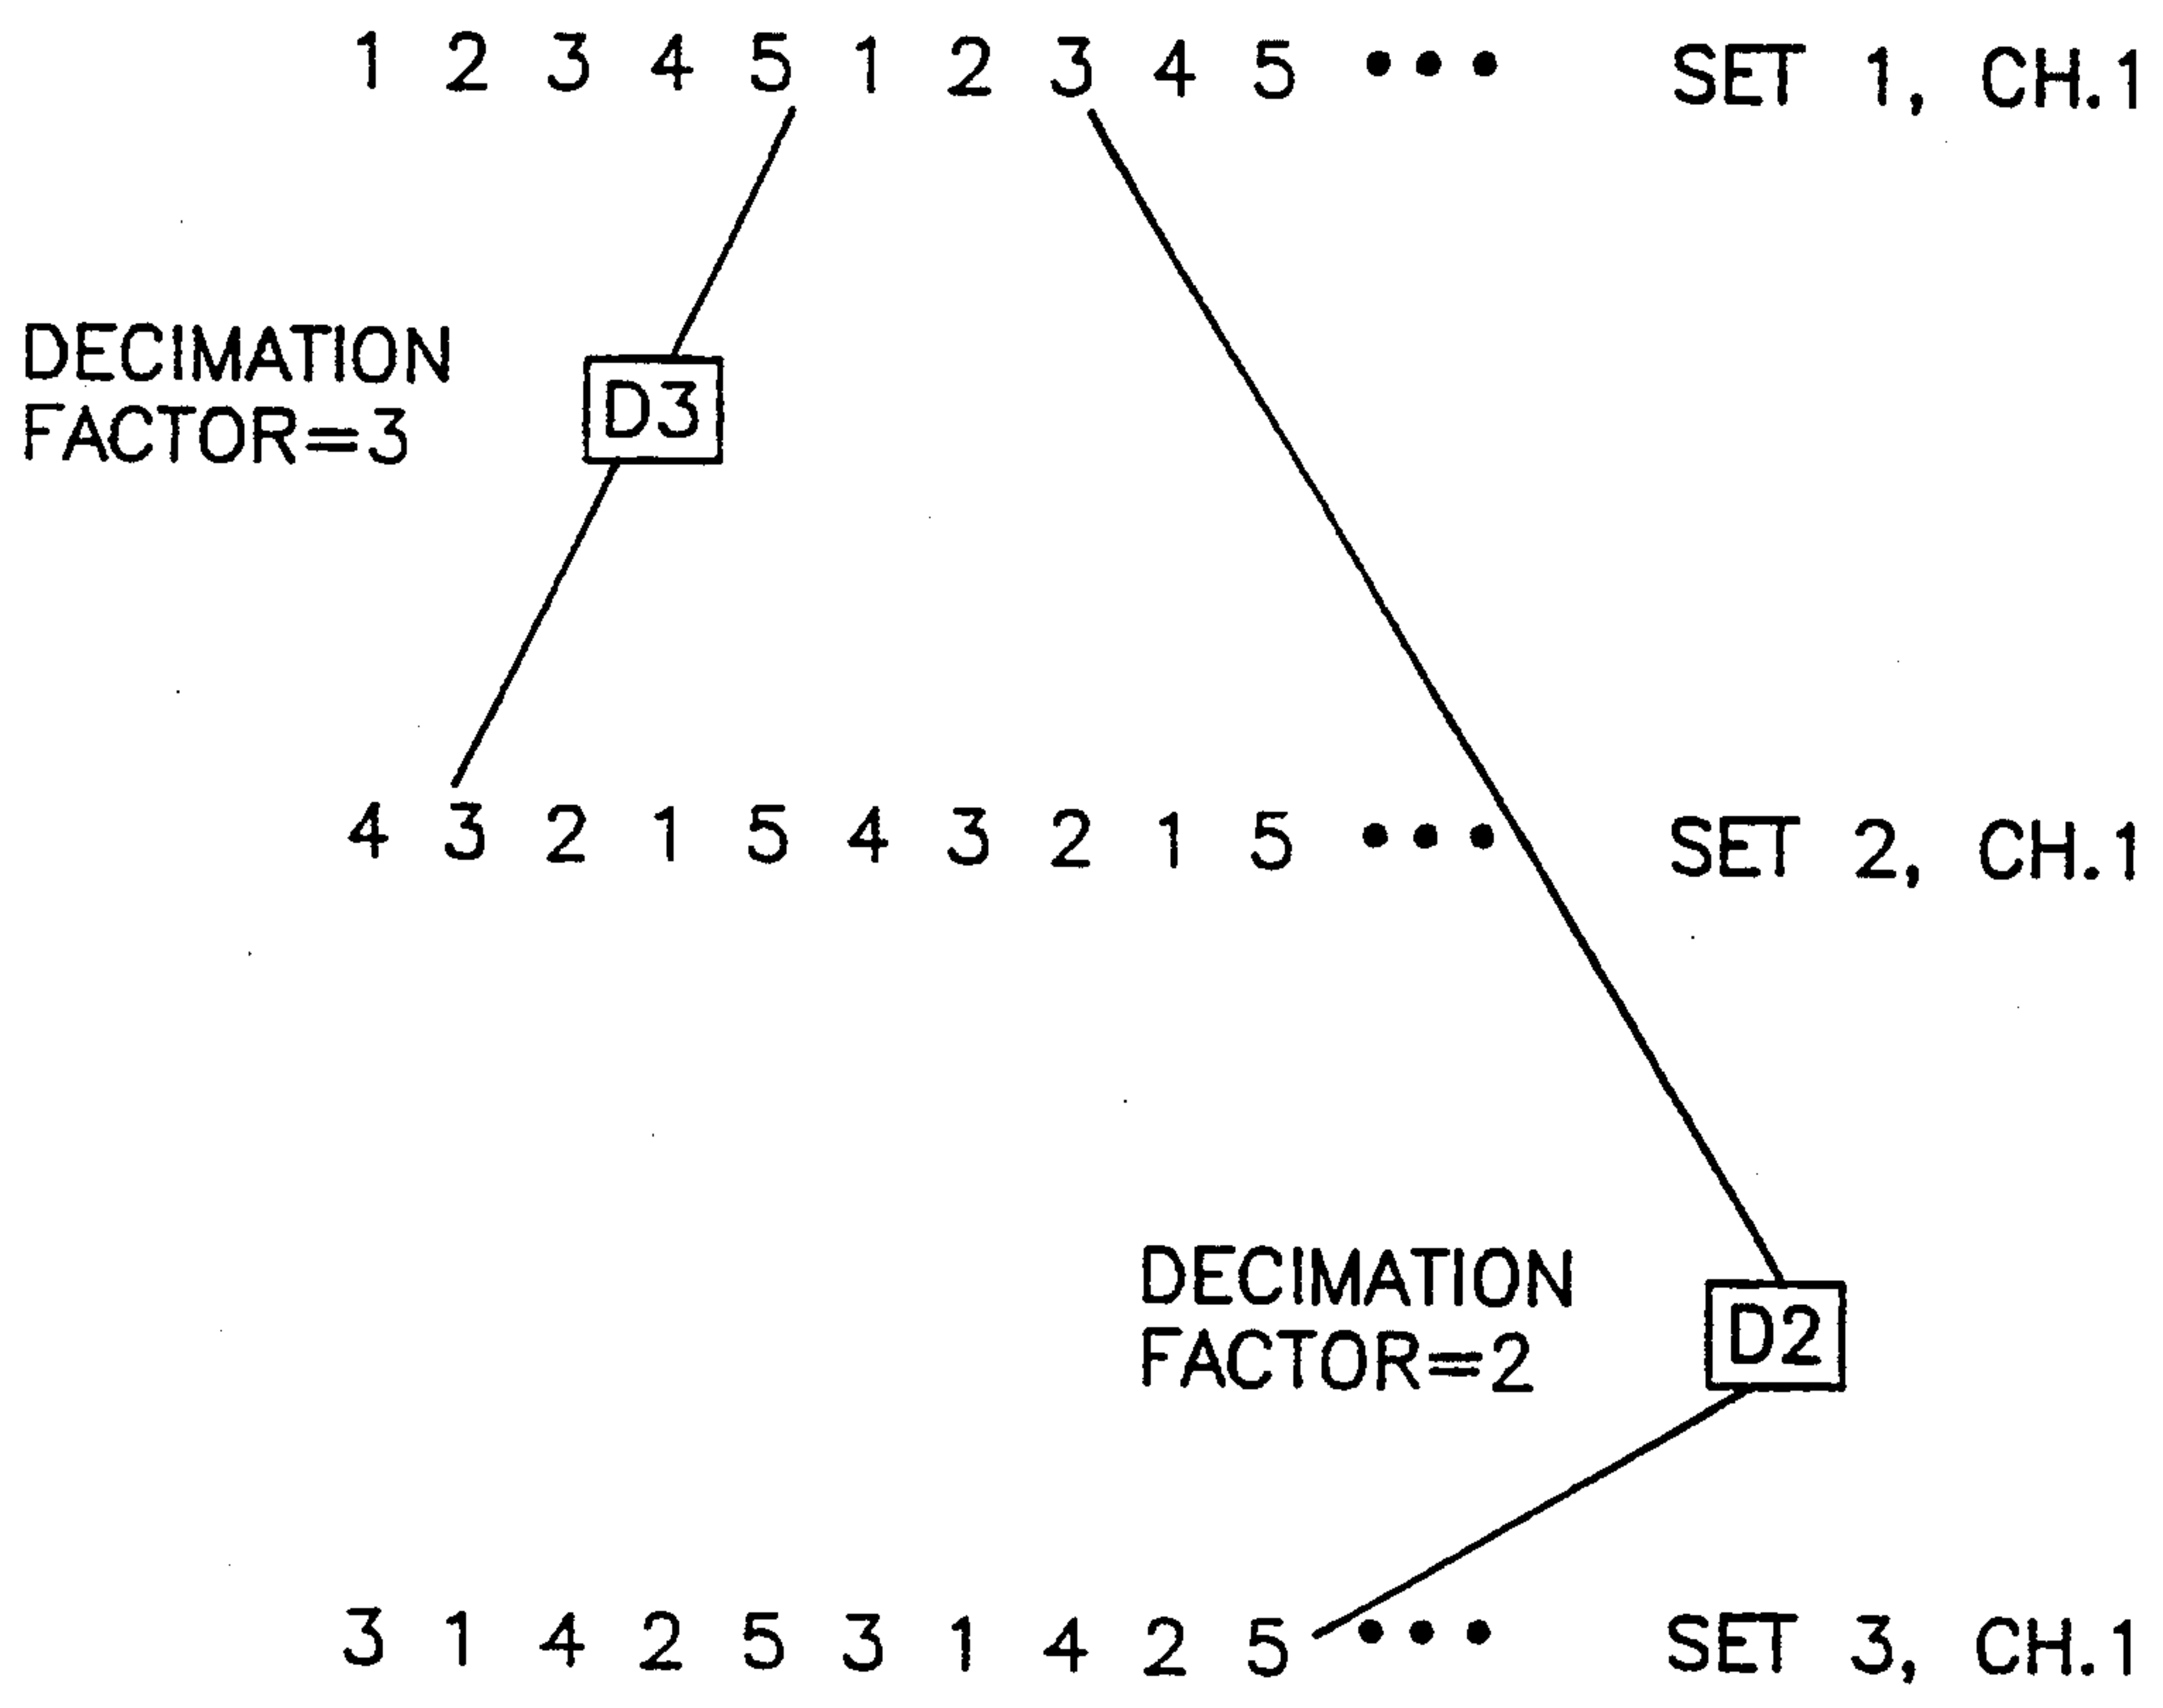 1 2 3 4 5 1 2 3 4 5 ••• SET 1, CH.1
DECIMATION
FACTOR=3
D3
4 3 2 1 5 4 3 2 1 5 ••• SET 2, CH.1
DECIMATION
FACTOR=2
D2
3 1 4 2 5 3 1 4 2 5 ••• SET 3, CH.1